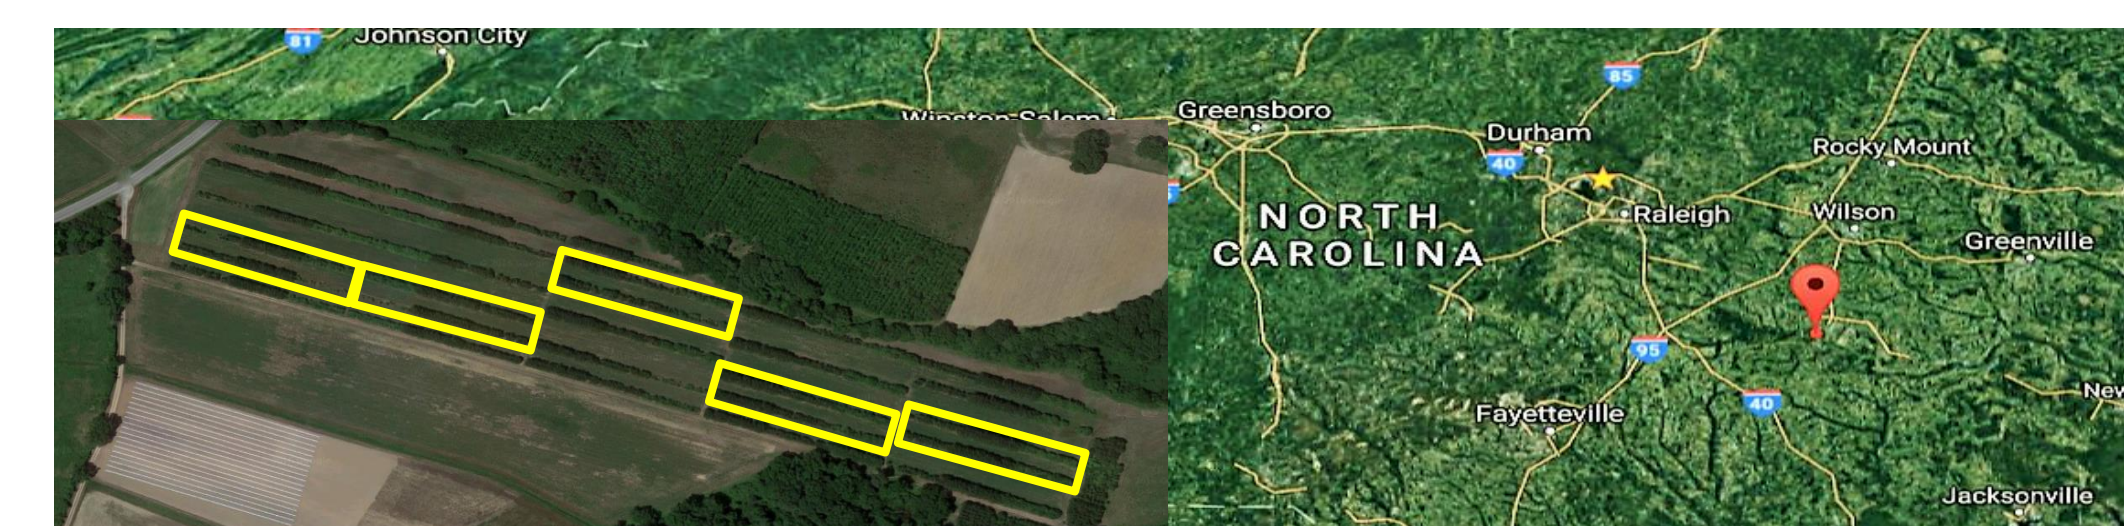 81
Johnson City
85
Greensboro
Winston-Salem
Durham
40
Rocky Mount
NORTH
CAROLINA
Raleigh
Wilson
Greenville
95
40
New
Fayetteville
Jacksonville